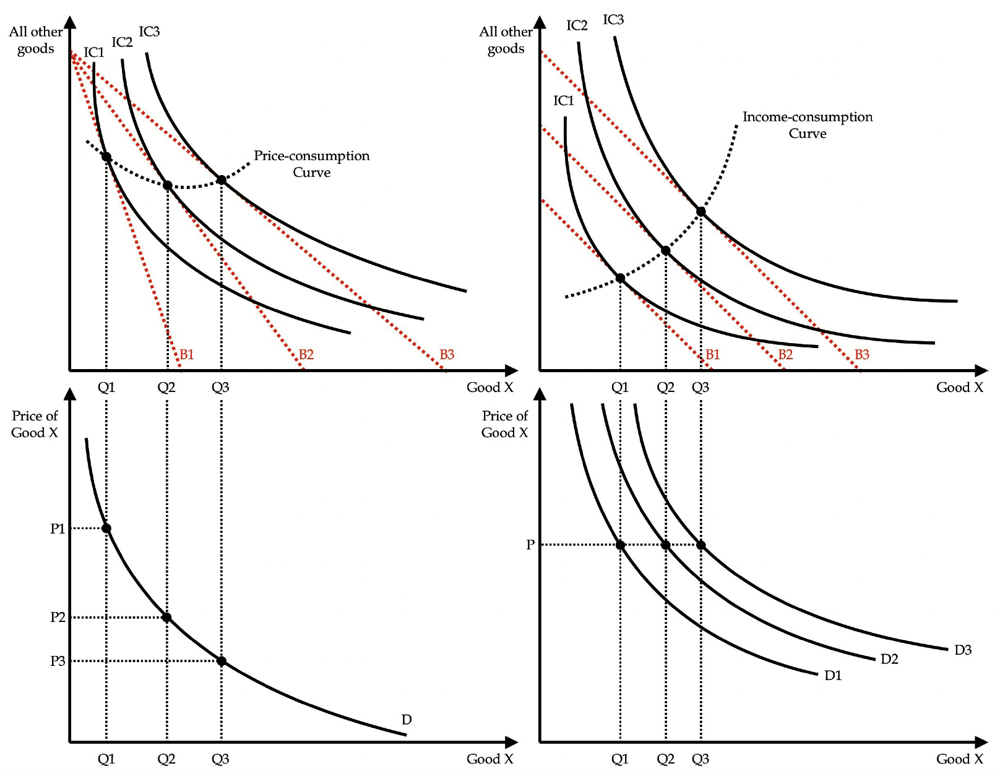 All other
goods
IC1
IC2
IC3
Price-consumption
Curve
B1
B2
B3
Q1
Q2
Q3
Good X
All other
goods
IC1
IC2
IC3
Income-consumption
Curve
B1
B2
B3
Q1
Q2
Q3
Good X
Price of
Good X
P1
P2
P3
D
Q1
Q2
Q3
Good X
Price of
Good X
P
D3
D2
D1
Q1
Q2
Q3
Good X